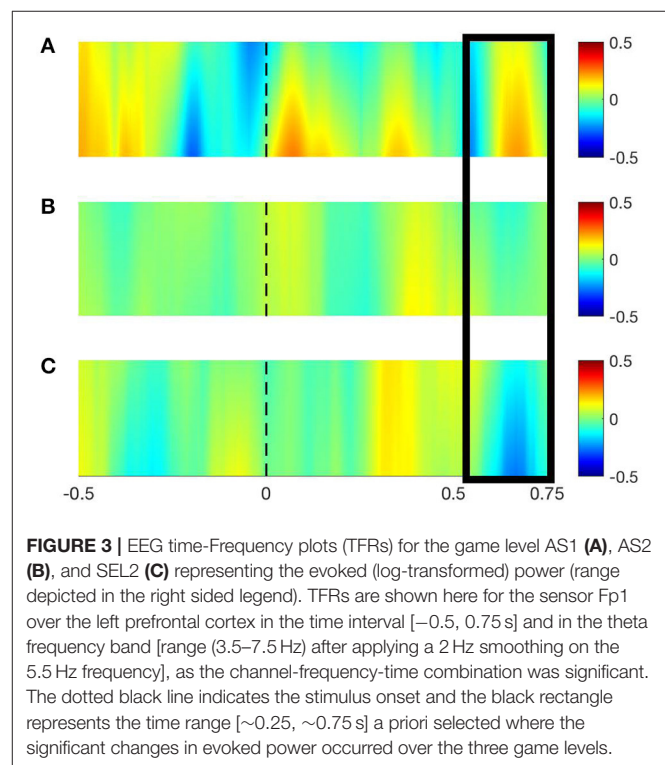 A
0.5
0
-0.5
B
0.5
0
-0.5
C
0.5
0
-0.5
-0.5 0 0.5 0.75
FIGURE 3 | EEG time-Frequency plots (TFRs) for the game level AS1 (A), AS2
(B), and SEL2 (C) representing the evoked (log-transformed) power (range
depicted in the right sided legend). TFRs are shown here for the sensor Fp1
over the left prefrontal cortex in the time interval [−0.5, 0.75 s] and in the theta
frequency band [range (3.5–7.5 Hz) after applying a 2 Hz smoothing on the
5.5 Hz frequency], as the channel-frequency-time combination was significant.
The dotted black line indicates the stimulus onset and the black rectangle
represents the time range [∼0.25, ∼0.75 s] a priori selected where the
significant changes in evoked power occurred over the three game levels.